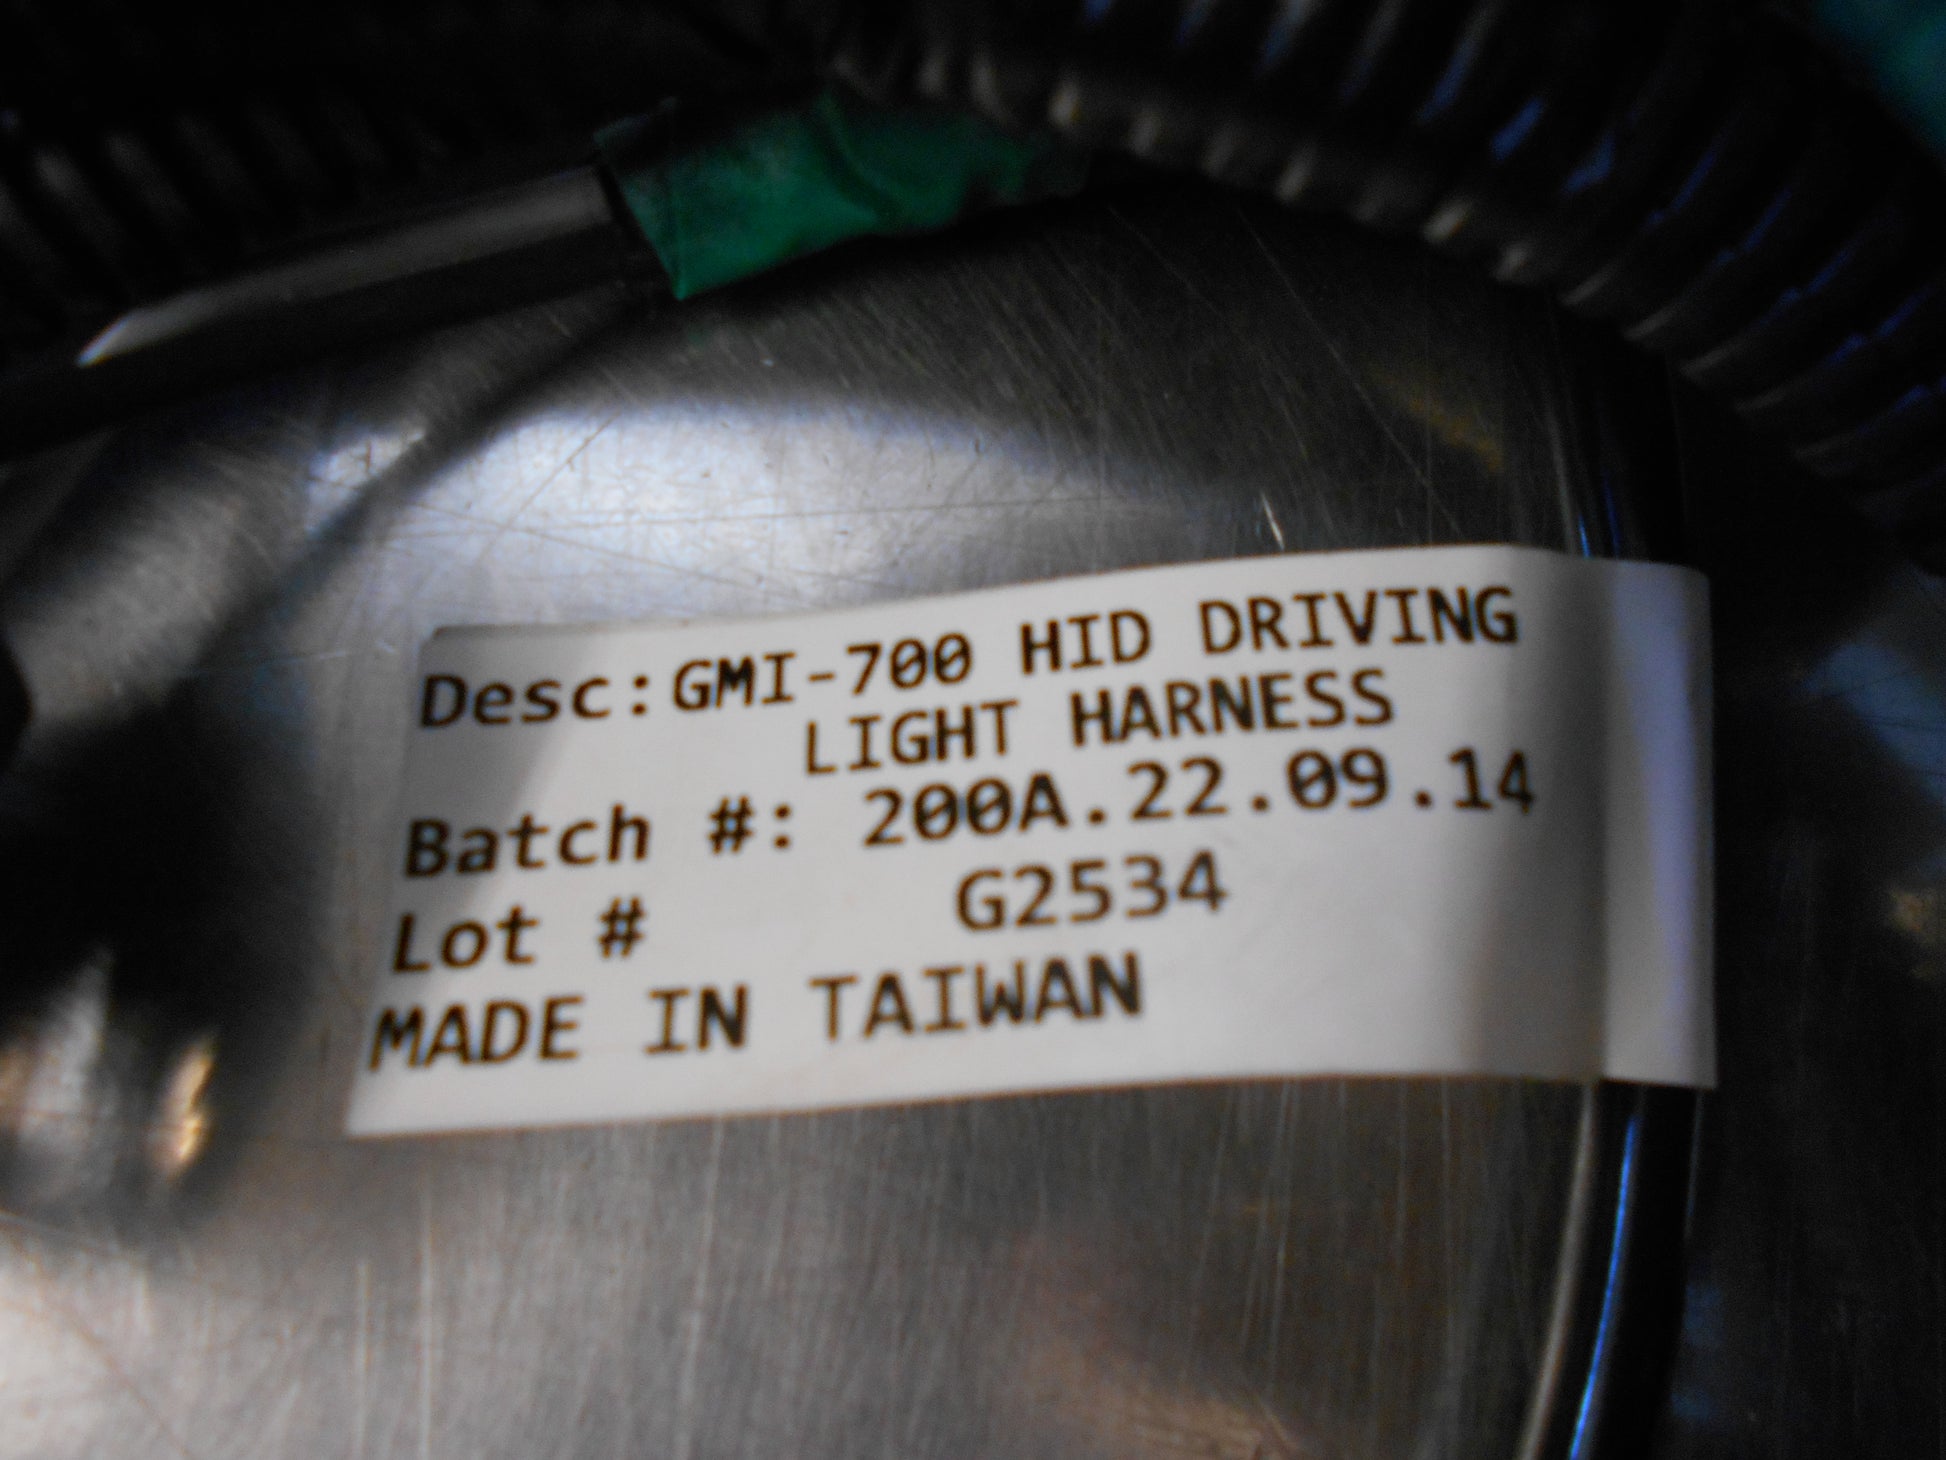 Desc:GMI-700 HID DRIVING
LIGHT HARNESS
Batch #: 200A.22.09.14
Lot # G2534
MADE IN TAIWAN